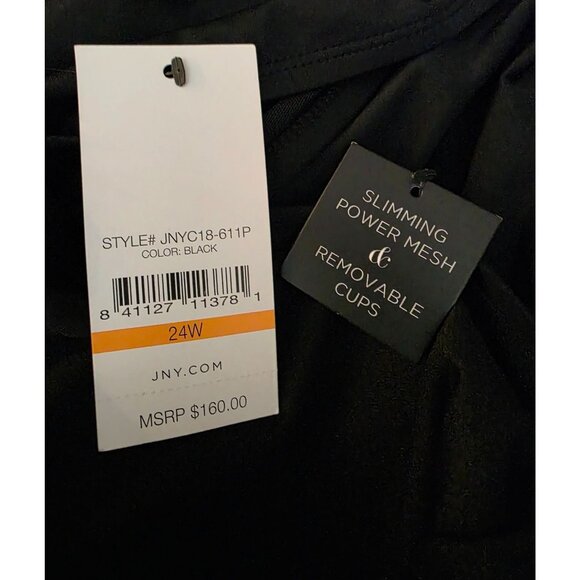 STYLE# JNYC18-611P
COLOR: BLACK
8 41127 11378 1
24W
JNY.COM
MSRP $160.00
SLIMMING
POWER MESH
&
REMOVABLE
CUPS